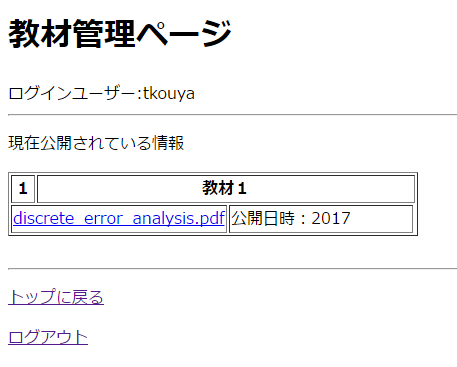 教材管理ページ
ログインユーザー:tkouya
現在公開されている情報
1 教材１
discrete_error_analysis.pdf 公開日時：2017
トップに戻る
ログアウト